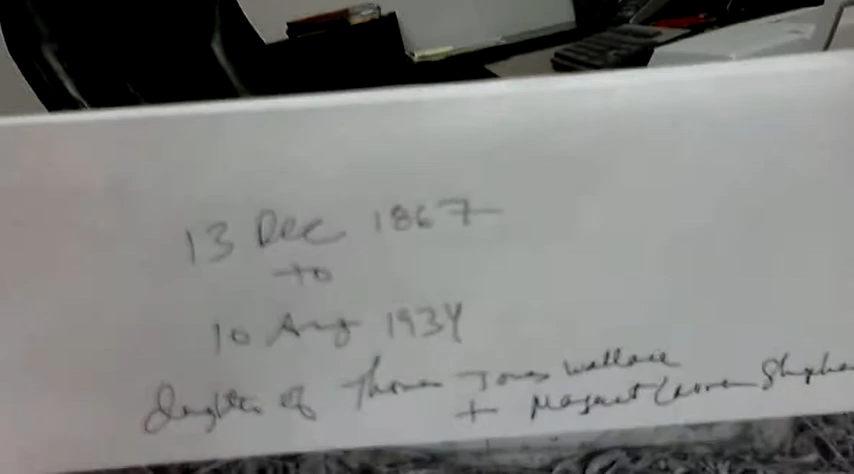 13 Dec 1867
to
10 Aug 1934
daughter of Thomas Jones Wallace
+ Margaret